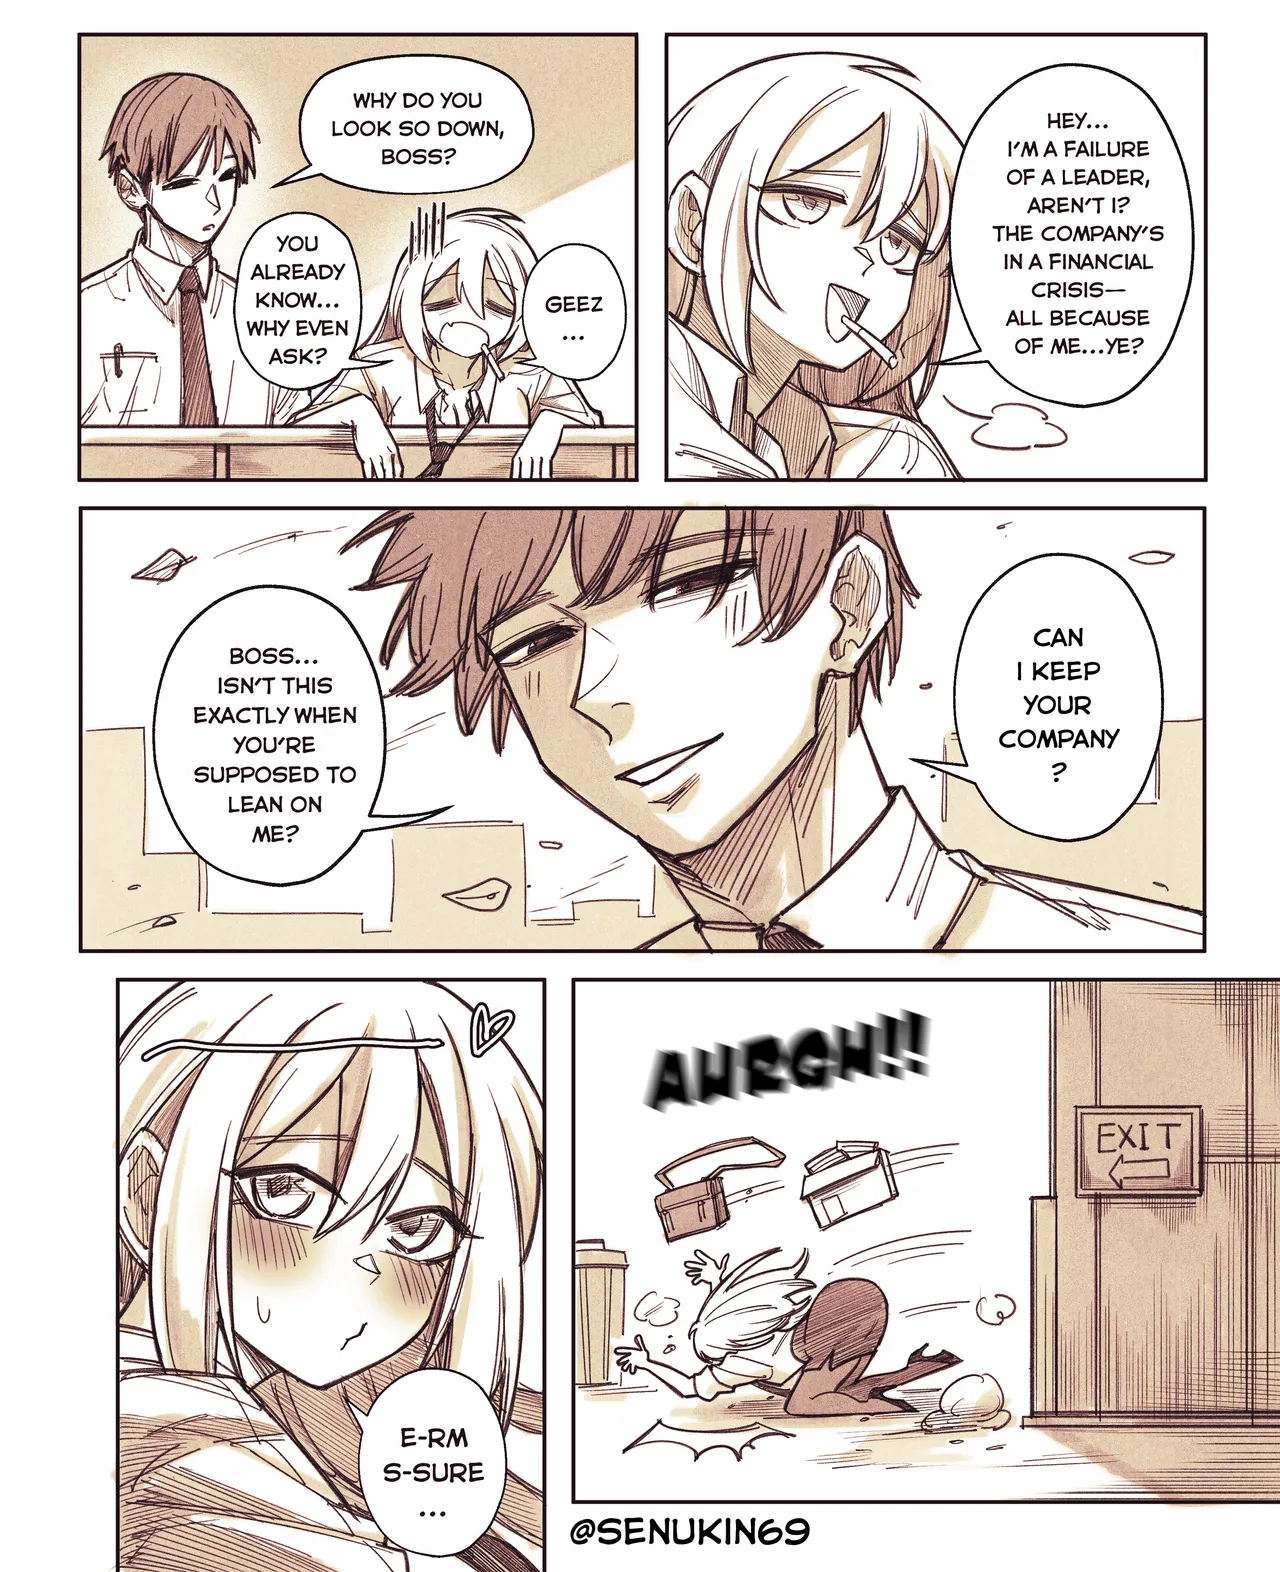 WHY DO YOU
LOOK SO DOWN,
BOSS?
YOU
ALREADY
KNOW...
WHY EVEN
ASK?
GEEZ
...
HEY...
I'M A FAILURE
OF A LEADER,
AREN'T I?
THE COMPANY'S
IN A FINANCIAL
CRISIS—
ALL BECAUSE
OF ME...YE?
BOSS...
ISN'T THIS
EXACTLY WHEN
YOU'RE
SUPPOSED TO
LEAN ON
ME?
CAN
I KEEP
YOUR
COMPANY
?
E-RM
S-SURE
...
AHRGH!!
EXIT
@SENUKIN69